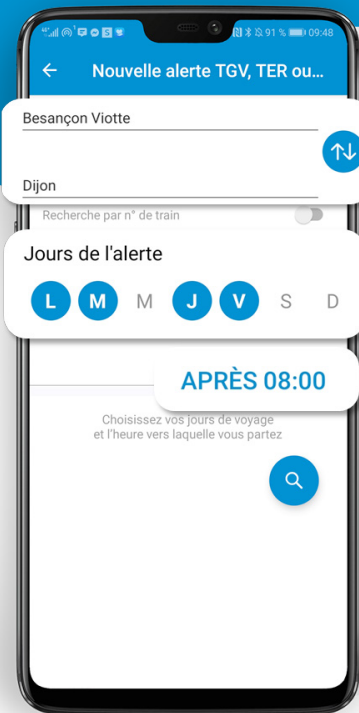 91 % 09:48
Nouvelle alerte TGV, TER ou...
Besançon Viotte
Dijon
Recherche par n° de train
Jours de l'alerte
L M M J V S D
APRÈS 08:00
Choisissez vos jours de voyage
et l'heure vers laquelle vous partez